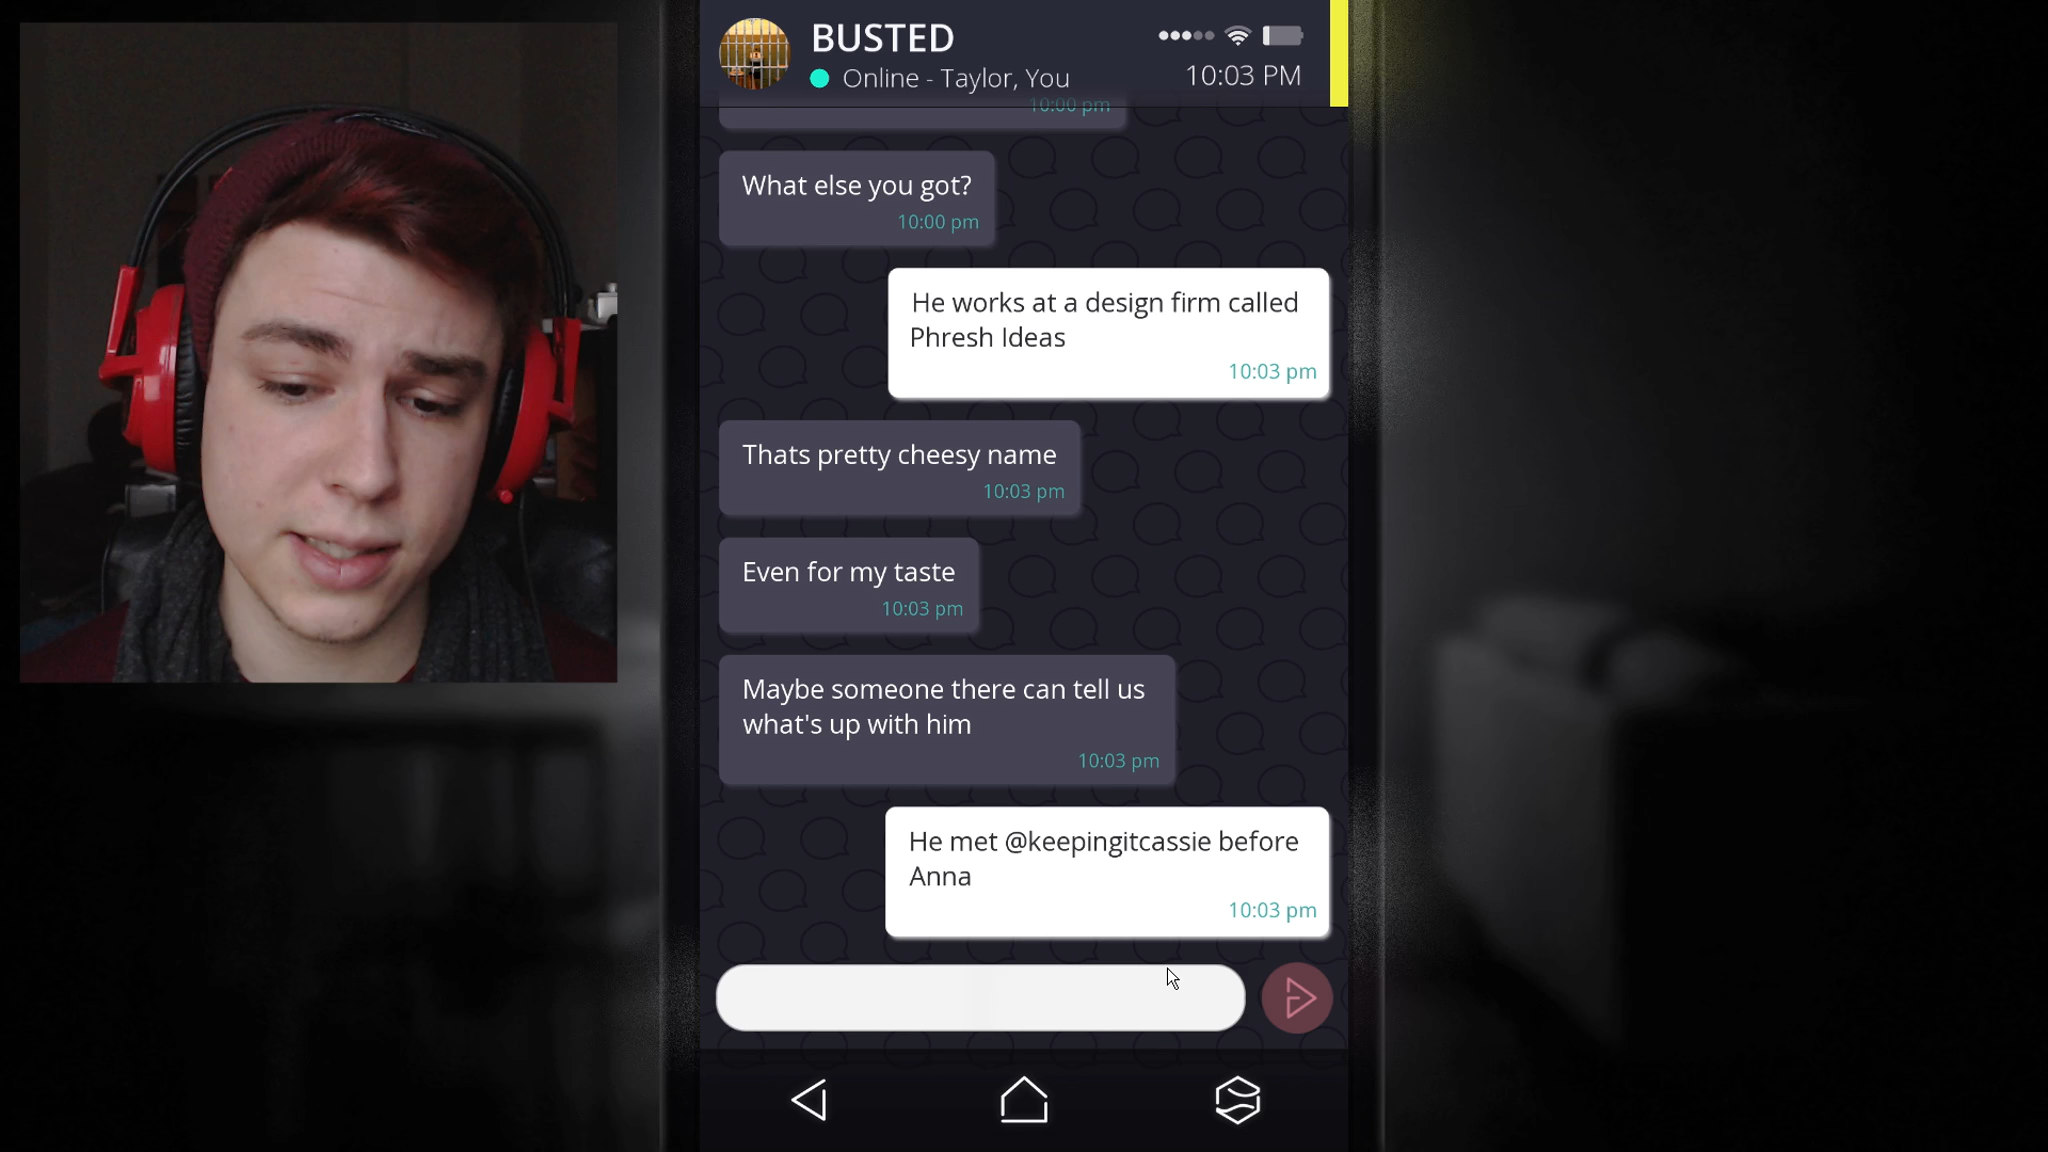 BUSTED
Online - Taylor, You
10:03 PM
10:00 pm
What else you got?
10:00 pm
He works at a design firm called
Phresh Ideas
10:03 pm
Thats pretty cheesy name
10:03 pm
Even for my taste
10:03 pm
Maybe someone there can tell us
what's up with him
10:03 pm
He met @keepingitcassie before
Anna
10:03 pm